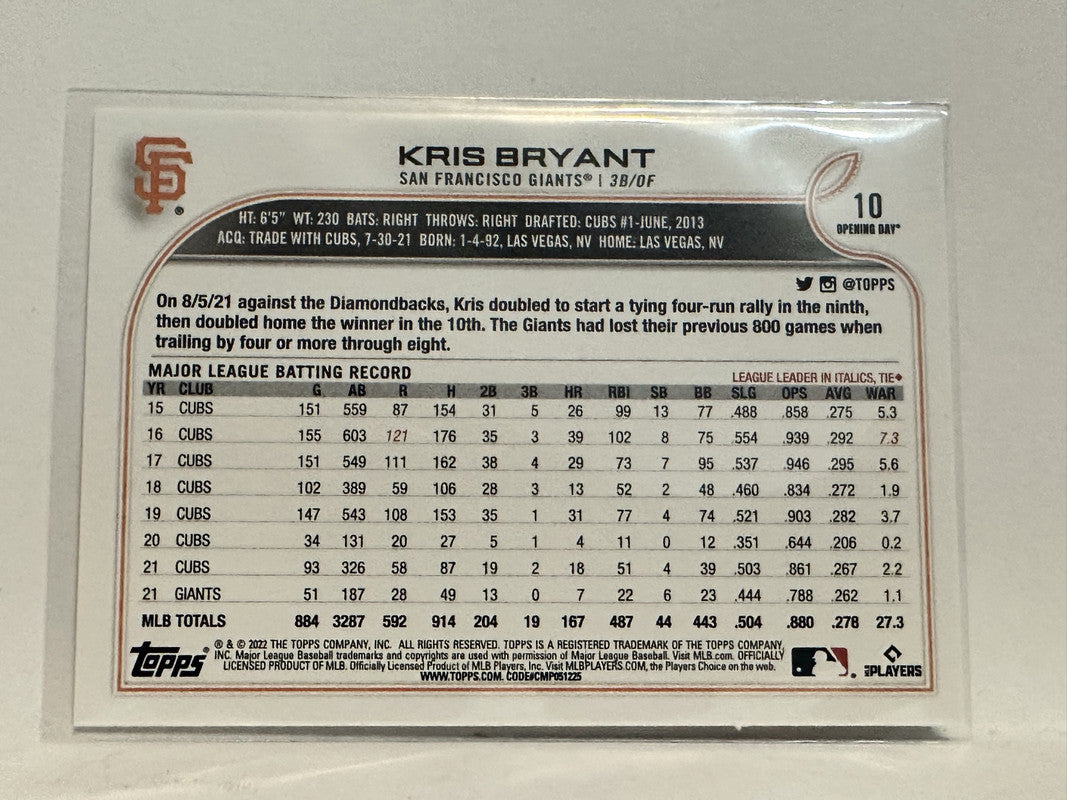 SF®
KRIS BRYANT
SAN FRANCISCO GIANTS® | 3B/OF
10
OPENING DAY®
HT: 6'5" WT: 230 BATS: RIGHT THROWS: RIGHT DRAFTED: CUBS #1-JUNE, 2013
ACQ: TRADE WITH CUBS, 7-30-21 BORN: 1-4-92, LAS VEGAS, NV HOME: LAS VEGAS, NV
@TOPPS
On 8/5/21 against the Diamondbacks, Kris doubled to start a tying four-run rally in the ninth,
then doubled home the winner in the 10th. The Giants had lost their previous 800 games when
trailing by four or more through eight.
MAJOR LEAGUE BATTING RECORD LEAGUE LEADER IN ITALICS, TIE♦
YR CLUB G AB R H 2B 3B HR RBI SB BB SLG OPS AVG WAR
15 CUBS 151 559 87 154 31 5 26 99 13 77 .488 .858 .275 5.3
16 CUBS 155 603 121 176 35 3 39 102 8 75 .554 .939 .292 7.3
17 CUBS 151 549 111 162 38 4 29 73 7 95 .537 .946 .295 5.6
18 CUBS 102 389 59 106 28 3 13 52 2 48 .460 .834 .272 1.9
19 CUBS 147 543 108 153 35 1 31 77 4 74 .521 .903 .282 3.7
20 CUBS 34 131 20 27 5 1 4 11 0 12 .351 .644 .206 0.2
21 CUBS 93 326 58 87 19 2 18 51 4 39 .503 .861 .267 2.2
21 GIANTS 51 187 28 49 13 0 7 22 6 23 .444 .788 .262 1.1
MLB TOTALS 884 3287 592 914 204 19 167 487 44 443 .504 .880 .278 27.3
Topps®
® & © 2022 THE TOPPS COMPANY, INC. ALL RIGHTS RESERVED. TOPPS IS A REGISTERED TRADEMARK OF THE TOPPS COMPANY,
INC. Major League Baseball trademarks and copyrights are used with permission of Major League Baseball. Visit MLB.com. OFFICIALLY
LICENSED PRODUCT OF MLB. Officially Licensed Product of MLB Players, Inc. Visit MLBPLAYERS.COM, the Players Choice on the web.
WWW.TOPPS.COM. CODE#CMP051225
MLBPLAYERS